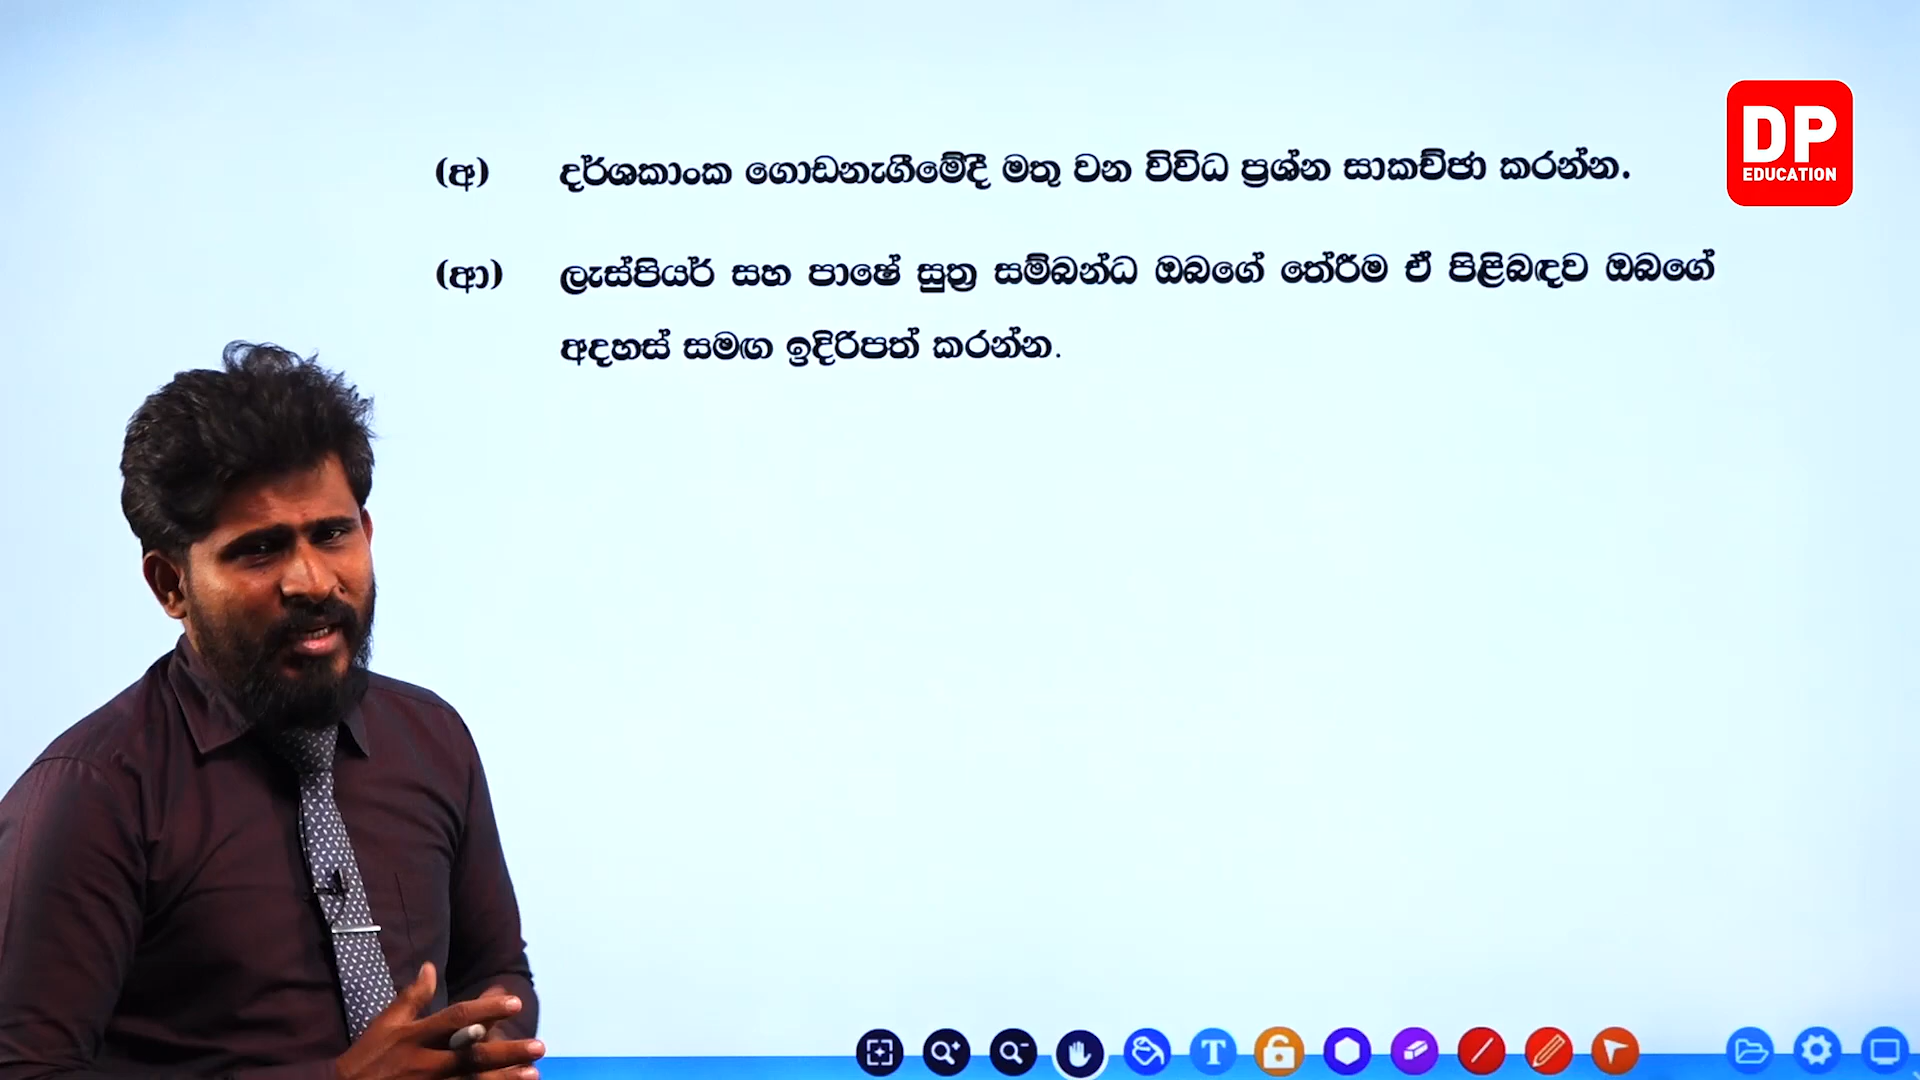 DP
EDUCATION
(අ) දර්ශකාංක ගොඩනැගීමේදී මතු වන විවිධ ප්‍රශ්න සාකච්ඡා කරන්න.
(ආ) ලැස්පියර් සහ පාෂේ සුත්‍ර සම්බන්ධ ඔබගේ තේරීම ඒ පිළිබඳව ඔබගේ
අදහස් සමඟ ඉදිරිපත් කරන්න.
T